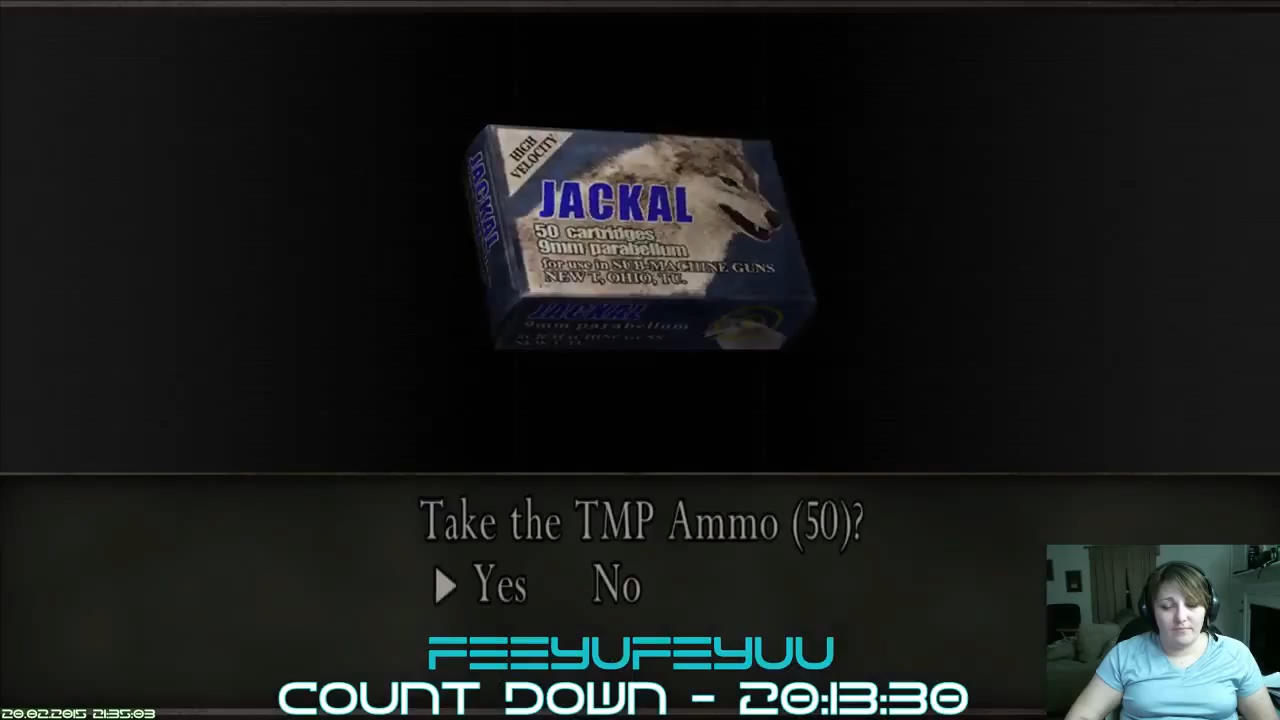 HIGH
VELOCITY
JACKAL
JACKAL
50 cartridges,
9mm parabellum
for use in SUB-MACHINE GUNS
NEW T, OHIO, TU.
JACKAL
9mm parabellum
Take the TMP Ammo (50)?
Yes No
FEEYUFEYUU
COUNT DOWN - 20:13:30
20.02.2015 21:35:03